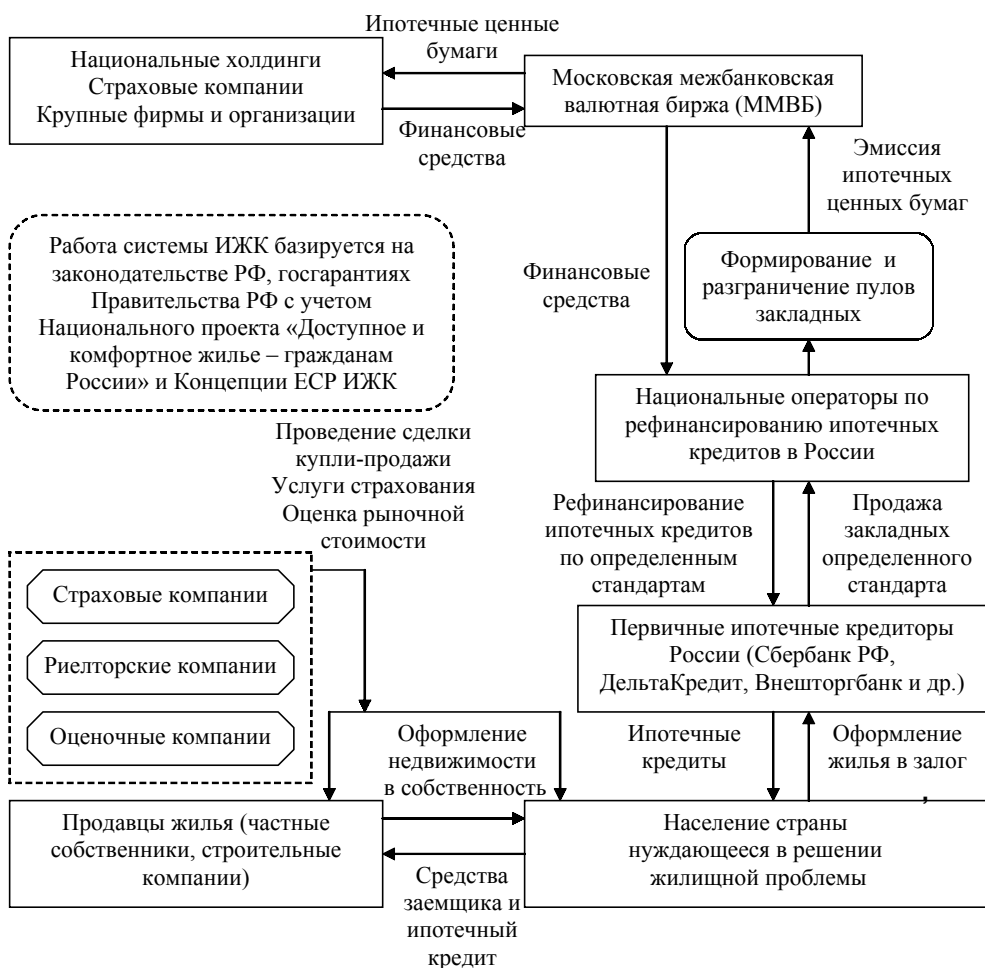 Ипотечные ценные
бумаги
Национальные холдинги
Страховые компании
Крупные фирмы и организации
Московская межбанковская
валютная биржа (ММВБ)
Финансовые
средства
Эмиссия
ипотечных
ценных бумаг
Работа системы ИЖК базируется на
законодательстве РФ, госгарантиях
Правительства РФ с учетом
Национального проекта «Доступное и
комфортное жилье – гражданам
России» и Концепции ЕСР ИЖК
Финансовые
средства
Формирование и
разграничение пулов
закладных
Национальные операторы по
рефинансированию ипотечных
кредитов в России
Проведение сделки
купли-продажи
Услуги страхования
Оценка рыночной
стоимости
Рефинансирование
ипотечных кредитов
по определенным
стандартам
Продажа
закладных
определенного
стандарта
Страховые компании
Риелторские компании
Оценочные компании
Первичные ипотечные кредиторы
России (Сбербанк РФ,
ДельтаКредит, Внешторгбанк и др.)
Оформление
недвижимости
в собственность
Ипотечные
кредиты
Оформление
жилья в залог
,
Продавцы жилья (частные
собственники, строительные
компании)
Население страны
нуждающееся в решении
жилищной проблемы
Средства
заемщика и
ипотечный
кредит